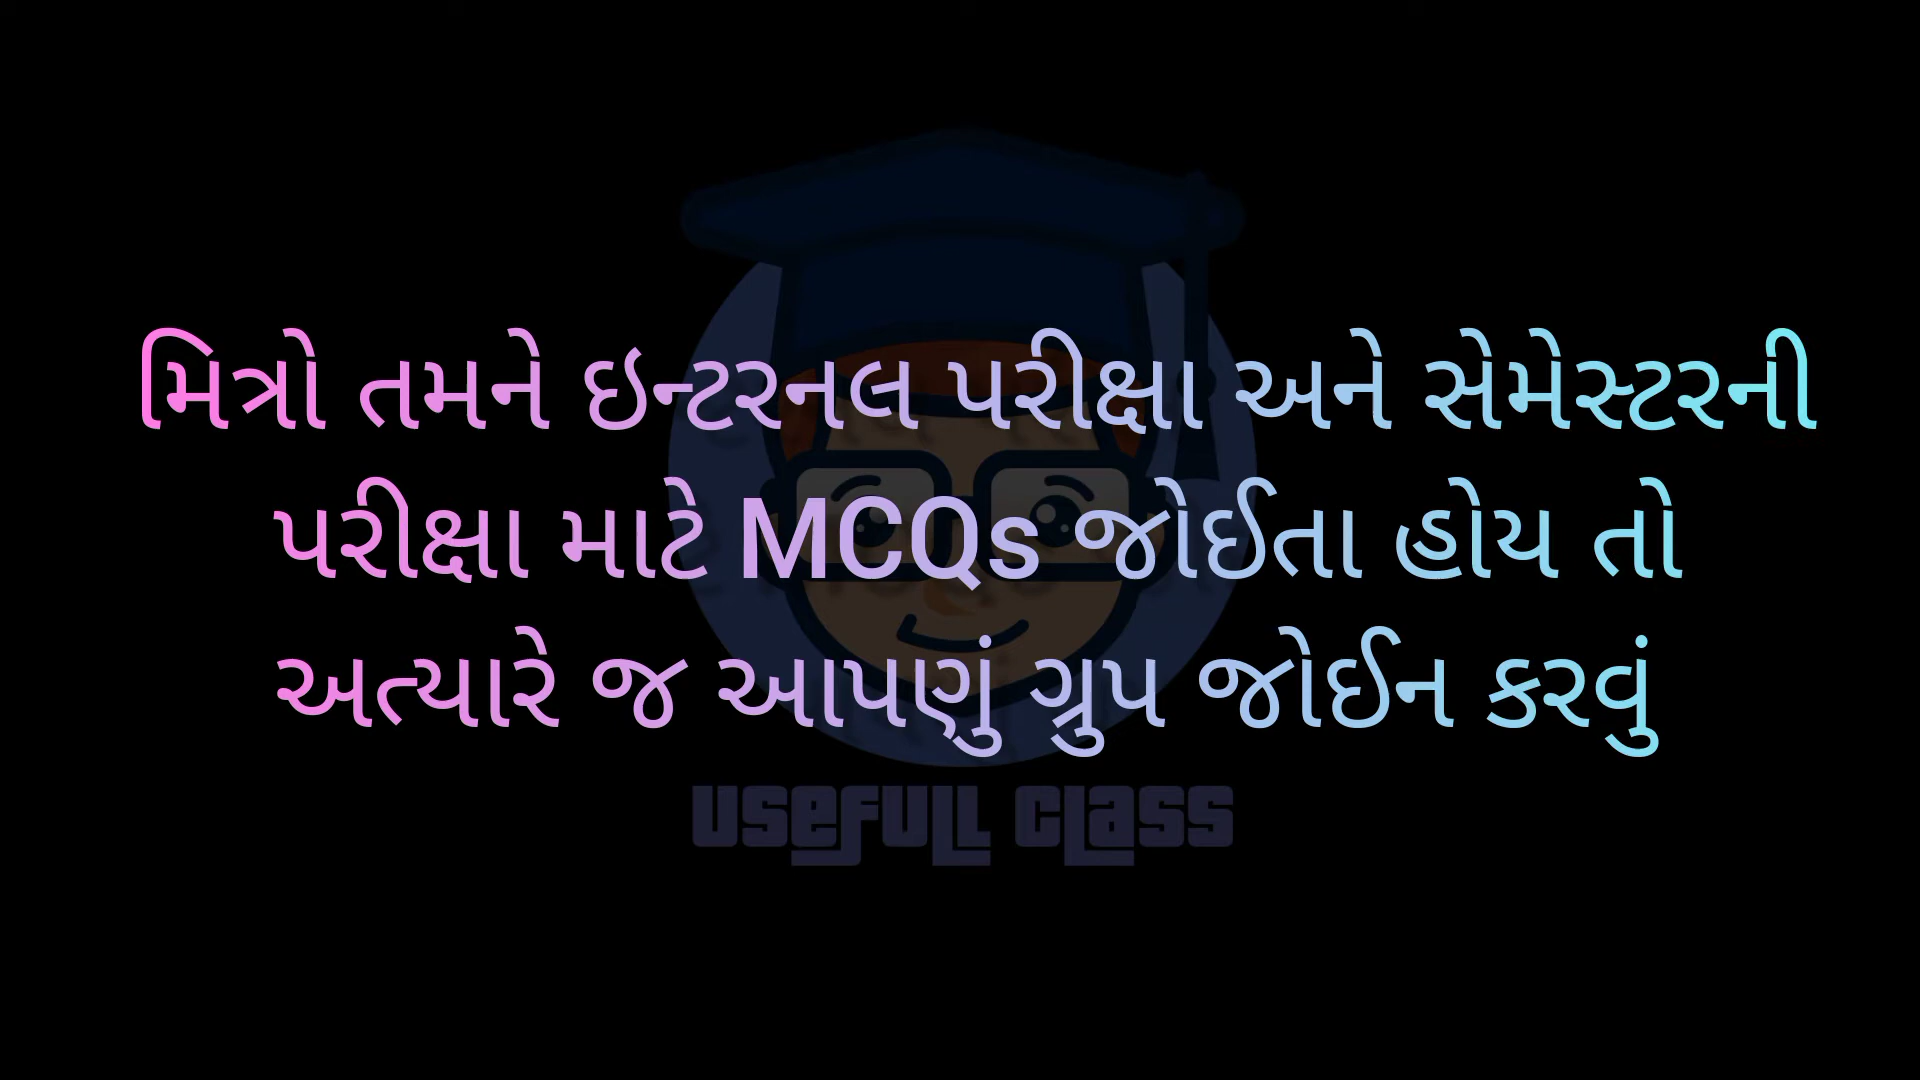 મિત્રો તમને ઇન્ટરનલ પરીક્ષા અને સેમેસ્ટરની
પરીક્ષા માટે MCQs જોઈતા હોય તો
અત્યારે જ આપણું ગ્રુપ જોઈન કરવું
USEFULL CLASS